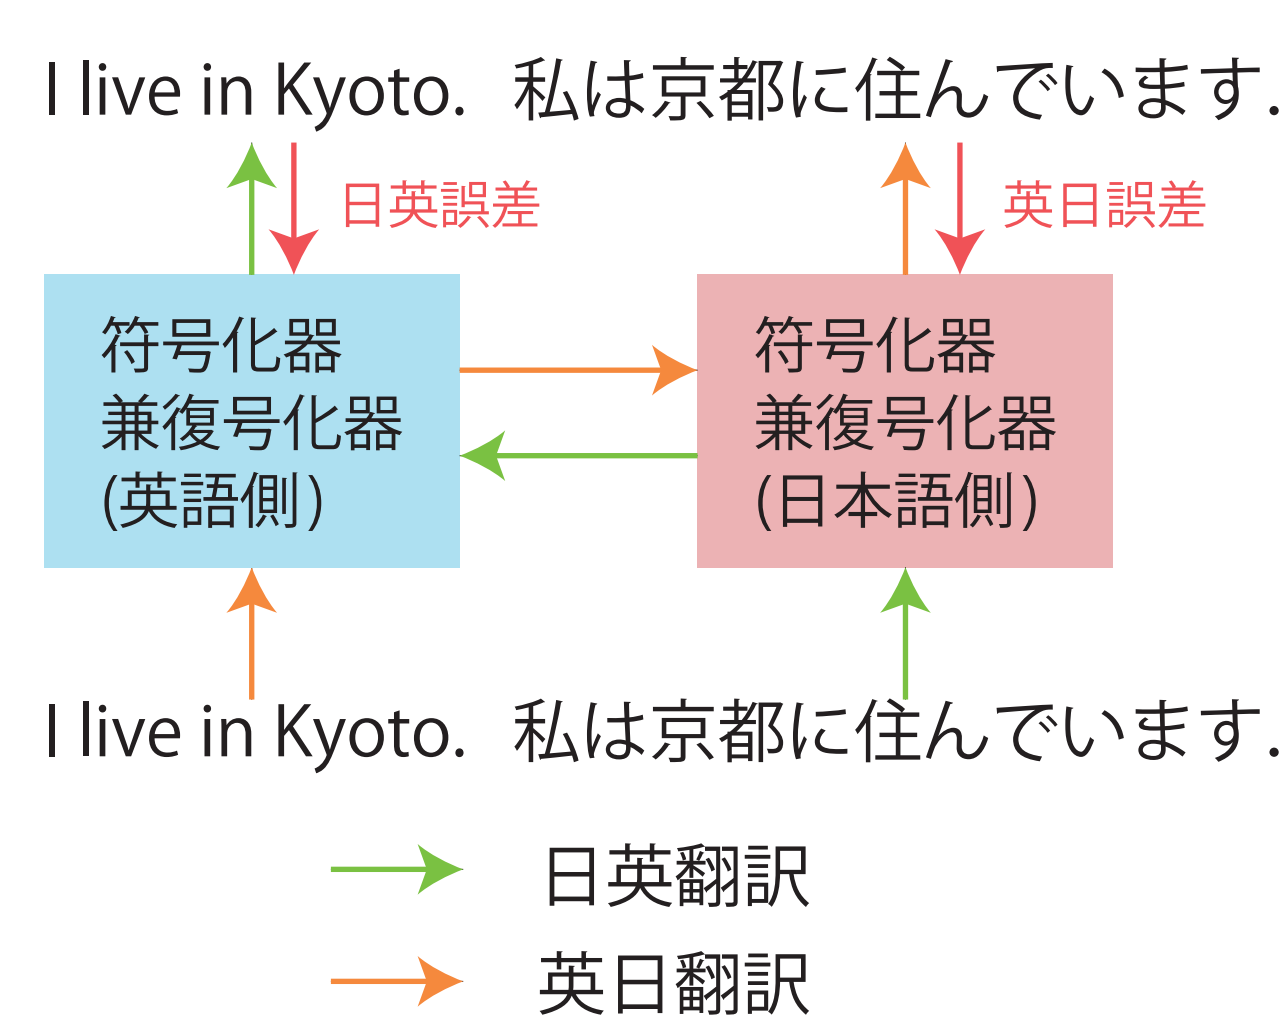 I live in Kyoto. 私は京都に住んでいます.
日英誤差
英日誤差
符号化器
兼復号化器
(英語側)
符号化器
兼復号化器
(日本語側)
I live in Kyoto. 私は京都に住んでいます.
日英翻訳
英日翻訳